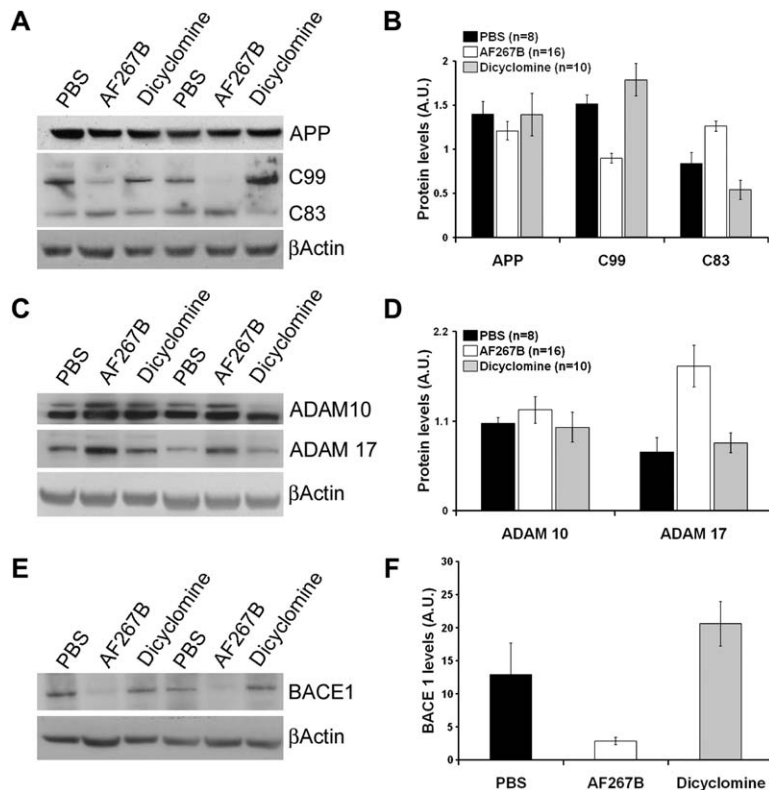 A
PBS AF267B Dicyclomine PBS AF267B Dicyclomine
APP
C99
C83
βActin
B
PBS (n=8)
AF267B (n=16)
Dicyclomine (n=10)
Protein levels (A.U.)
2
1.5
1
0.5
0
APP C99 C83
C
PBS AF267B Dicyclomine PBS AF267B Dicyclomine
ADAM10
ADAM 17
βActin
D
PBS (n=8)
AF267B (n=16)
Dicyclomine (n=10)
Protein levels (A.U.)
2.2
1.1
0
ADAM 10 ADAM 17
E
PBS AF267B Dicyclomine PBS AF267B Dicyclomine
BACE1
βActin
F
BACE 1 levels (A.U.)
30
25
20
15
10
5
0
PBS AF267B Dicyclomine